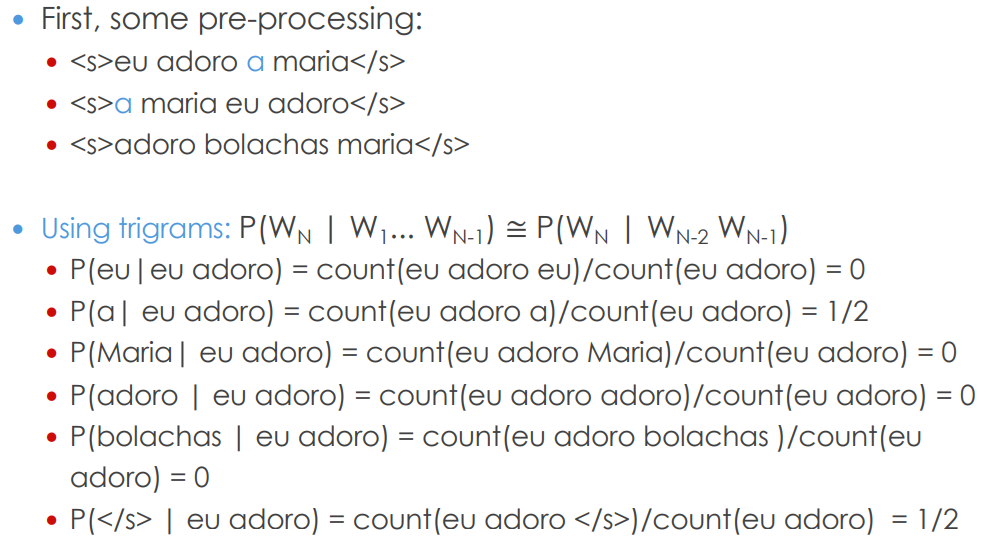 First, some pre-processing:
<s>eu adoro a maria</s>
<s>a maria eu adoro</s>
<s>adoro bolachas maria</s>
Using trigrams: P(W_N | W_1... W_{N-1}) ≅ P(W_N | W_{N-2} W_{N-1})
P(eu|eu adoro) = count(eu adoro eu)/count(eu adoro) = 0
P(a| eu adoro) = count(eu adoro a)/count(eu adoro) = 1/2
P(Maria| eu adoro) = count(eu adoro Maria)/count(eu adoro) = 0
P(adoro | eu adoro) = count(eu adoro adoro)/count(eu adoro) = 0
P(bolachas | eu adoro) = count(eu adoro bolachas )/count(eu
adoro) = 0
P(</s> | eu adoro) = count(eu adoro </s>)/count(eu adoro) = 1/2